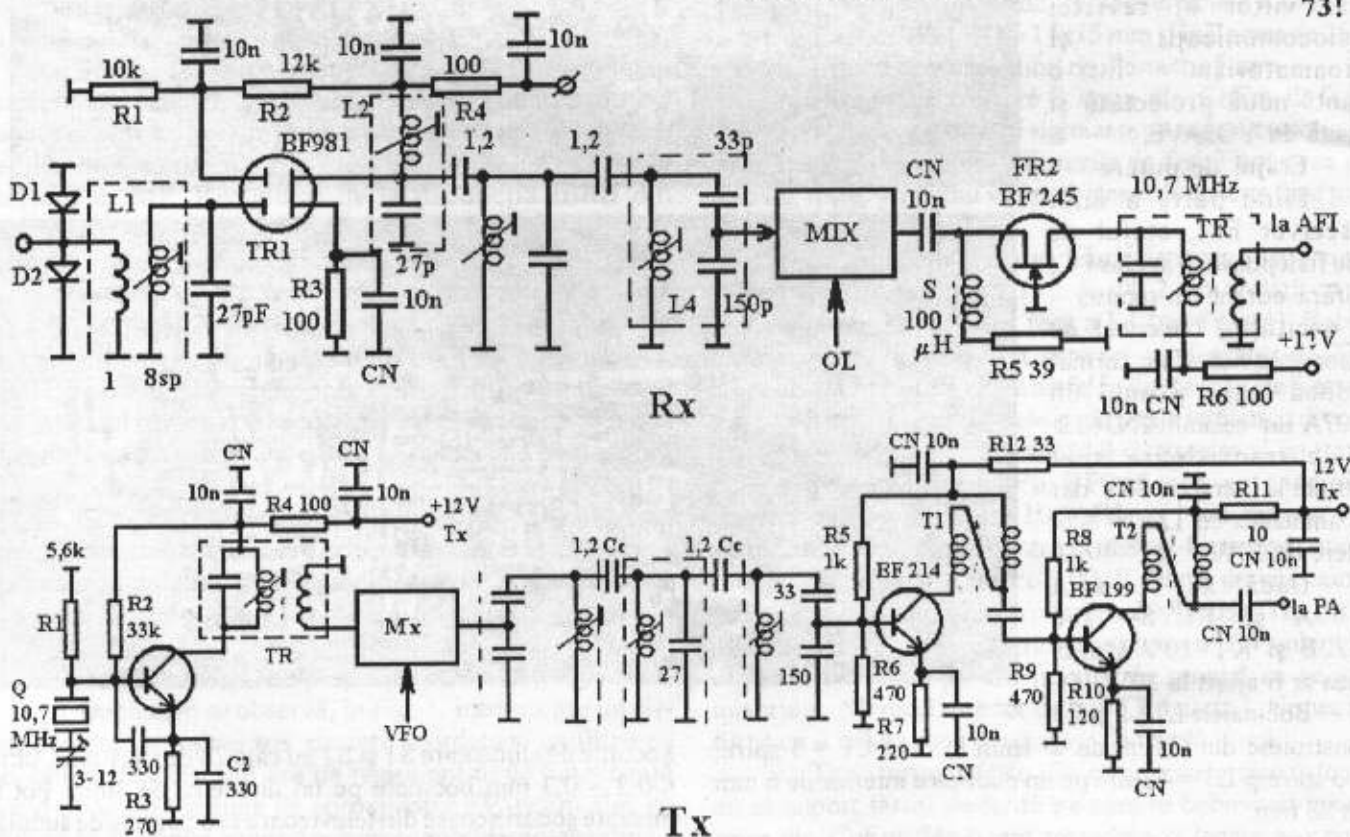 73!
10n
10n
10n
10k
12k
100
R1
R2
L2
R4
BF981
1,2
1,2
33p
D1
L1
CN
10n
FR2
BF 245
10,7 MHz
TR
la AFI
MIX
D2
TR1
27p
R3
100
10n
27pF
CN
L4
150p
S
100
µH
R5 39
+12V
OL
10n CN
R6 100
1
8sp
Rx
CN
CN
10n
10n
R4 100
+12V
Tx
CN 10n
R12 33
12V
Tx
CN 10n
R11
10
CN 10n
5,6k
R1
R2
33k
1,2 Cc
1,2 Cc
R5
1k
T1
BF 214
R8
1k
T2
BF199
la PA
CN 10n
TR
Mx
33
27
150
Q
10,7
MHz
3-12
330
C2
330
R3
270
VFO
R6
470
R7
220
10n
CN
R9
470
R10
120
10n
CN
Tx